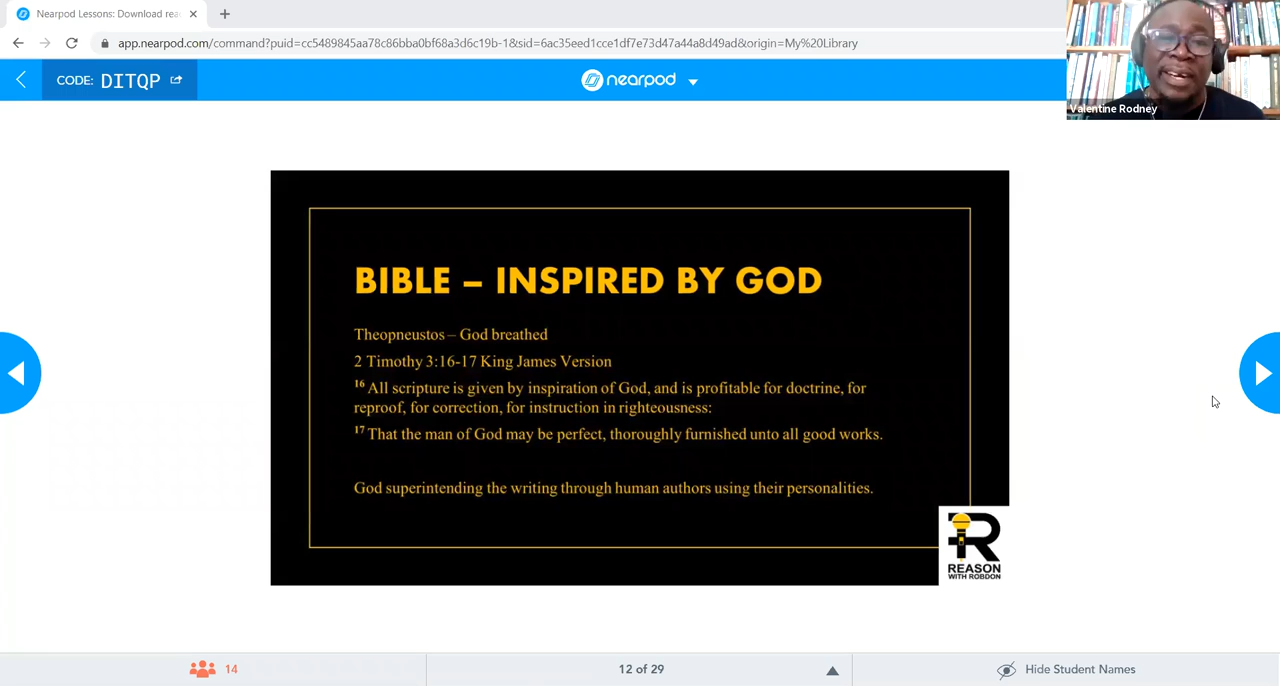 Nearpod Lessons: Download rea
app.nearpod.com/command?puid=cc5489845aa78c86bba0bf68a3d6c19b-1&sid=6ac35eed1cce1df7e73d47a44a8d49ad&origin=My%20Library
CODE: DITQP
nearpod
Valentine Rodney
BIBLE – INSPIRED BY GOD
Theopneustos – God breathed
2 Timothy 3:16-17 King James Version
16 All scripture is given by inspiration of God, and is profitable for doctrine, for
reproof, for correction, for instruction in righteousness:
17 That the man of God may be perfect, thoroughly furnished unto all good works.
God superintending the writing through human authors using their personalities.
R
REASON
WITH ROBDON
14
12 of 29
Hide Student Names